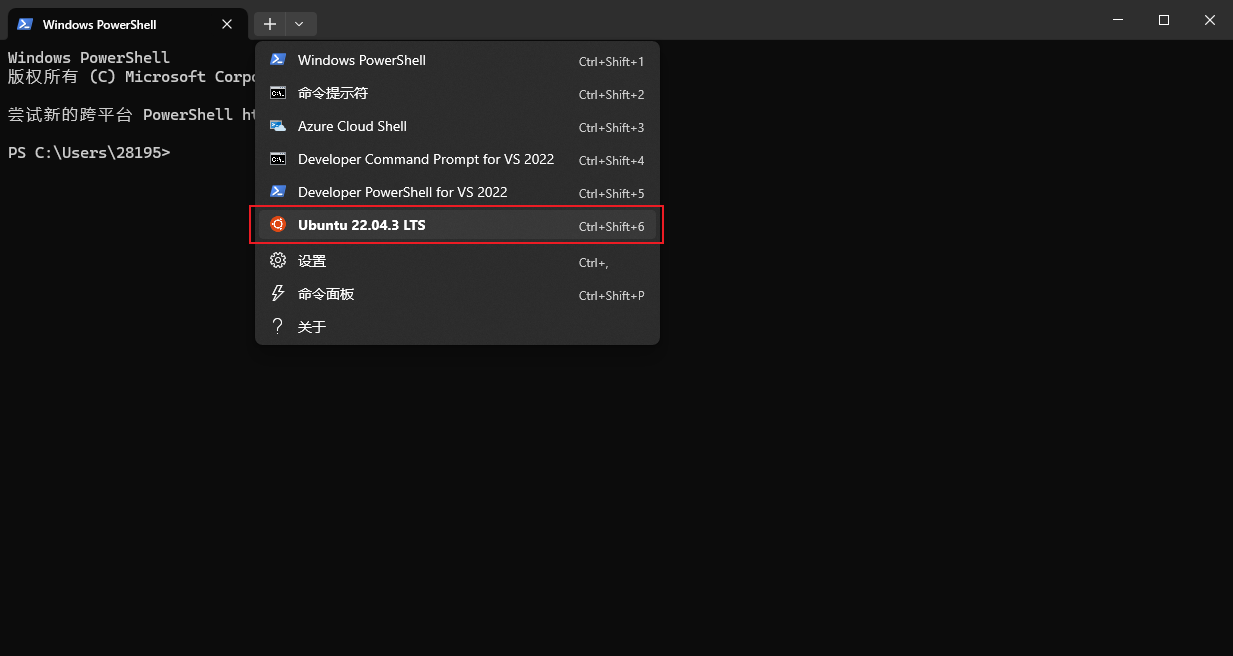 Windows PowerShell
Windows PowerShell
版权所有 (C) Microsoft
尝试新的跨平台 PowerShell
PS C:\Users\28195>
Windows PowerShell Ctrl+Shift+1
命令提示符 Ctrl+Shift+2
Azure Cloud Shell Ctrl+Shift+3
Developer Command Prompt for VS 2022 Ctrl+Shift+4
Developer PowerShell for VS 2022 Ctrl+Shift+5
Ubuntu 22.04.3 LTS Ctrl+Shift+6
设置 Ctrl+,
命令面板 Ctrl+Shift+P
关于